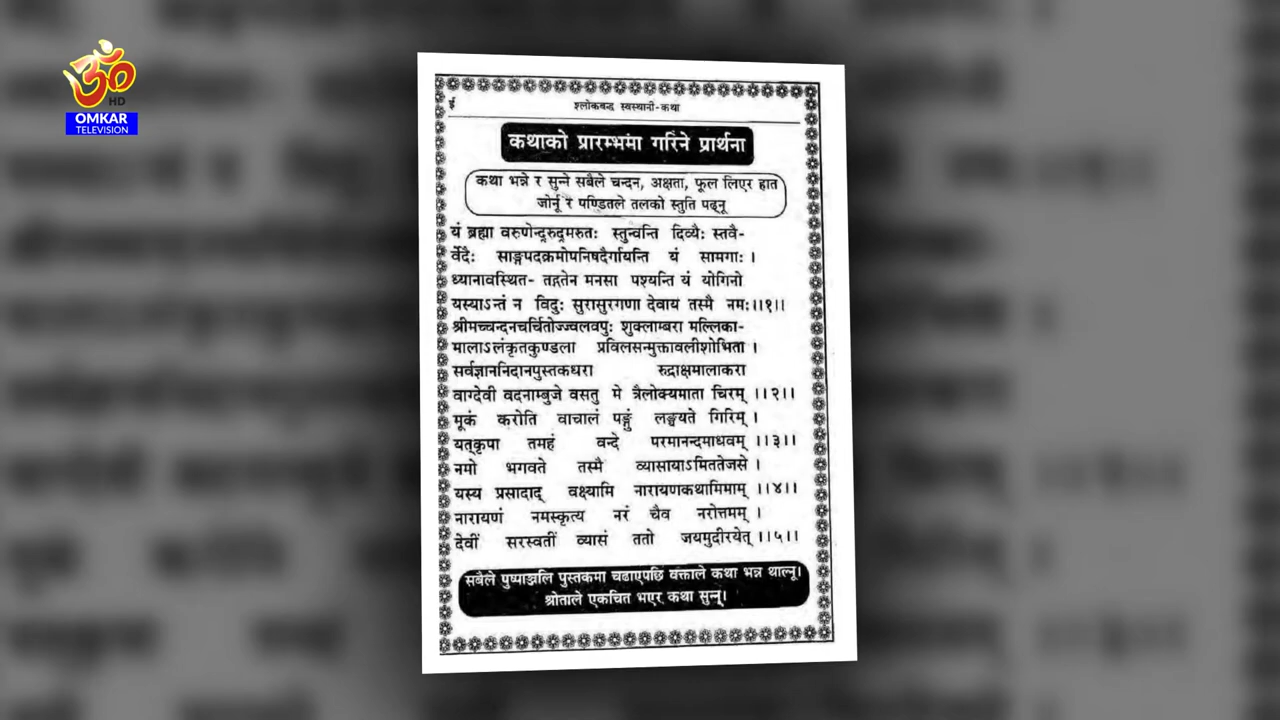 ॐ
HD
OMKAR
TELEVISION
ई
श्लोकबद्ध स्वस्थानी-कथा
कथाको प्रारम्भमा गरिने प्रार्थना
कथा भन्ने र सुन्ने सबैले चन्दन, अक्षता, फूल लिएर हात
जोर्नू र पण्डितले तलको स्तुति पढ्नू
यं ब्रह्मा वरुणेन्द्ररुद्रमरुतः स्तुन्वन्ति दिव्यैः स्तवै-
र्वेदैः साङ्गपदक्रमोपनिषदैर्गायन्ति यं सामगाः ।
ध्यानावस्थित- तद्गतेन मनसा पश्यन्ति यं योगिनो
यस्याऽन्तं न विदुः सुरासुरगणा देवाय तस्मै नमः।।१।।
श्रीमच्चन्दनचर्चितोज्ज्वलवपुः शुक्लाम्बरा मल्लिका-
मालाऽलंकृतकुण्डला प्रविलसन्मुक्तावलीशोभिता ।
सर्वज्ञाननिदानपुस्तकधरा रुद्राक्षमालाकरा
वाग्देवी वदनाम्बुजे वसतु मे त्रैलोक्यमाता चिरम् ।।२।।
मूकं करोति वाचालं पङ्गुं लङ्घयते गिरिम् ।
यत्कृपा तमहं वन्दे परमानन्दमाधवम् ।।३।।
नमो भगवते तस्मै व्यासायाऽमिततेजसे ।
यस्य प्रसादाद् वक्ष्यामि नारायणकथामिमाम् ।।४।।
नारायणं नमस्कृत्य नरं चैव नरोत्तमम् ।
देवीं सरस्वतीं व्यासं ततो जयमुदीरयेत् ।।५।।
सबैले पुष्पाञ्जलि पुस्तकमा चढाएपछि वक्ताले कथा भन्न थाल्नू।
श्रोताले एकचित भएर कथा सुन्नू।